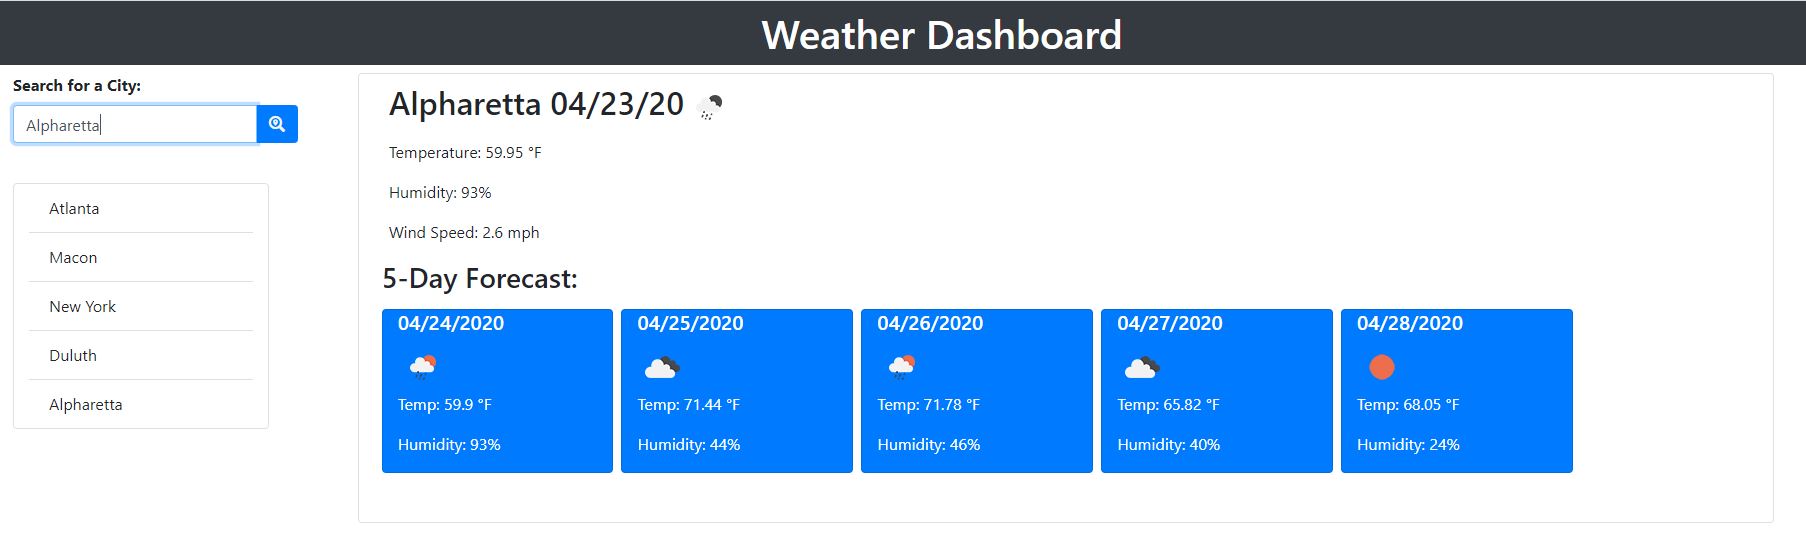 Weather Dashboard
Search for a City:
Alpharetta
Atlanta
Macon
New York
Duluth
Alpharetta
Alpharetta 04/23/20
Temperature: 59.95 °F
Humidity: 93%
Wind Speed: 2.6 mph
5-Day Forecast:
04/24/2020
Temp: 59.9 °F
Humidity: 93%
04/25/2020
Temp: 71.44 °F
Humidity: 44%
04/26/2020
Temp: 71.78 °F
Humidity: 46%
04/27/2020
Temp: 65.82 °F
Humidity: 40%
04/28/2020
Temp: 68.05 °F
Humidity: 24%